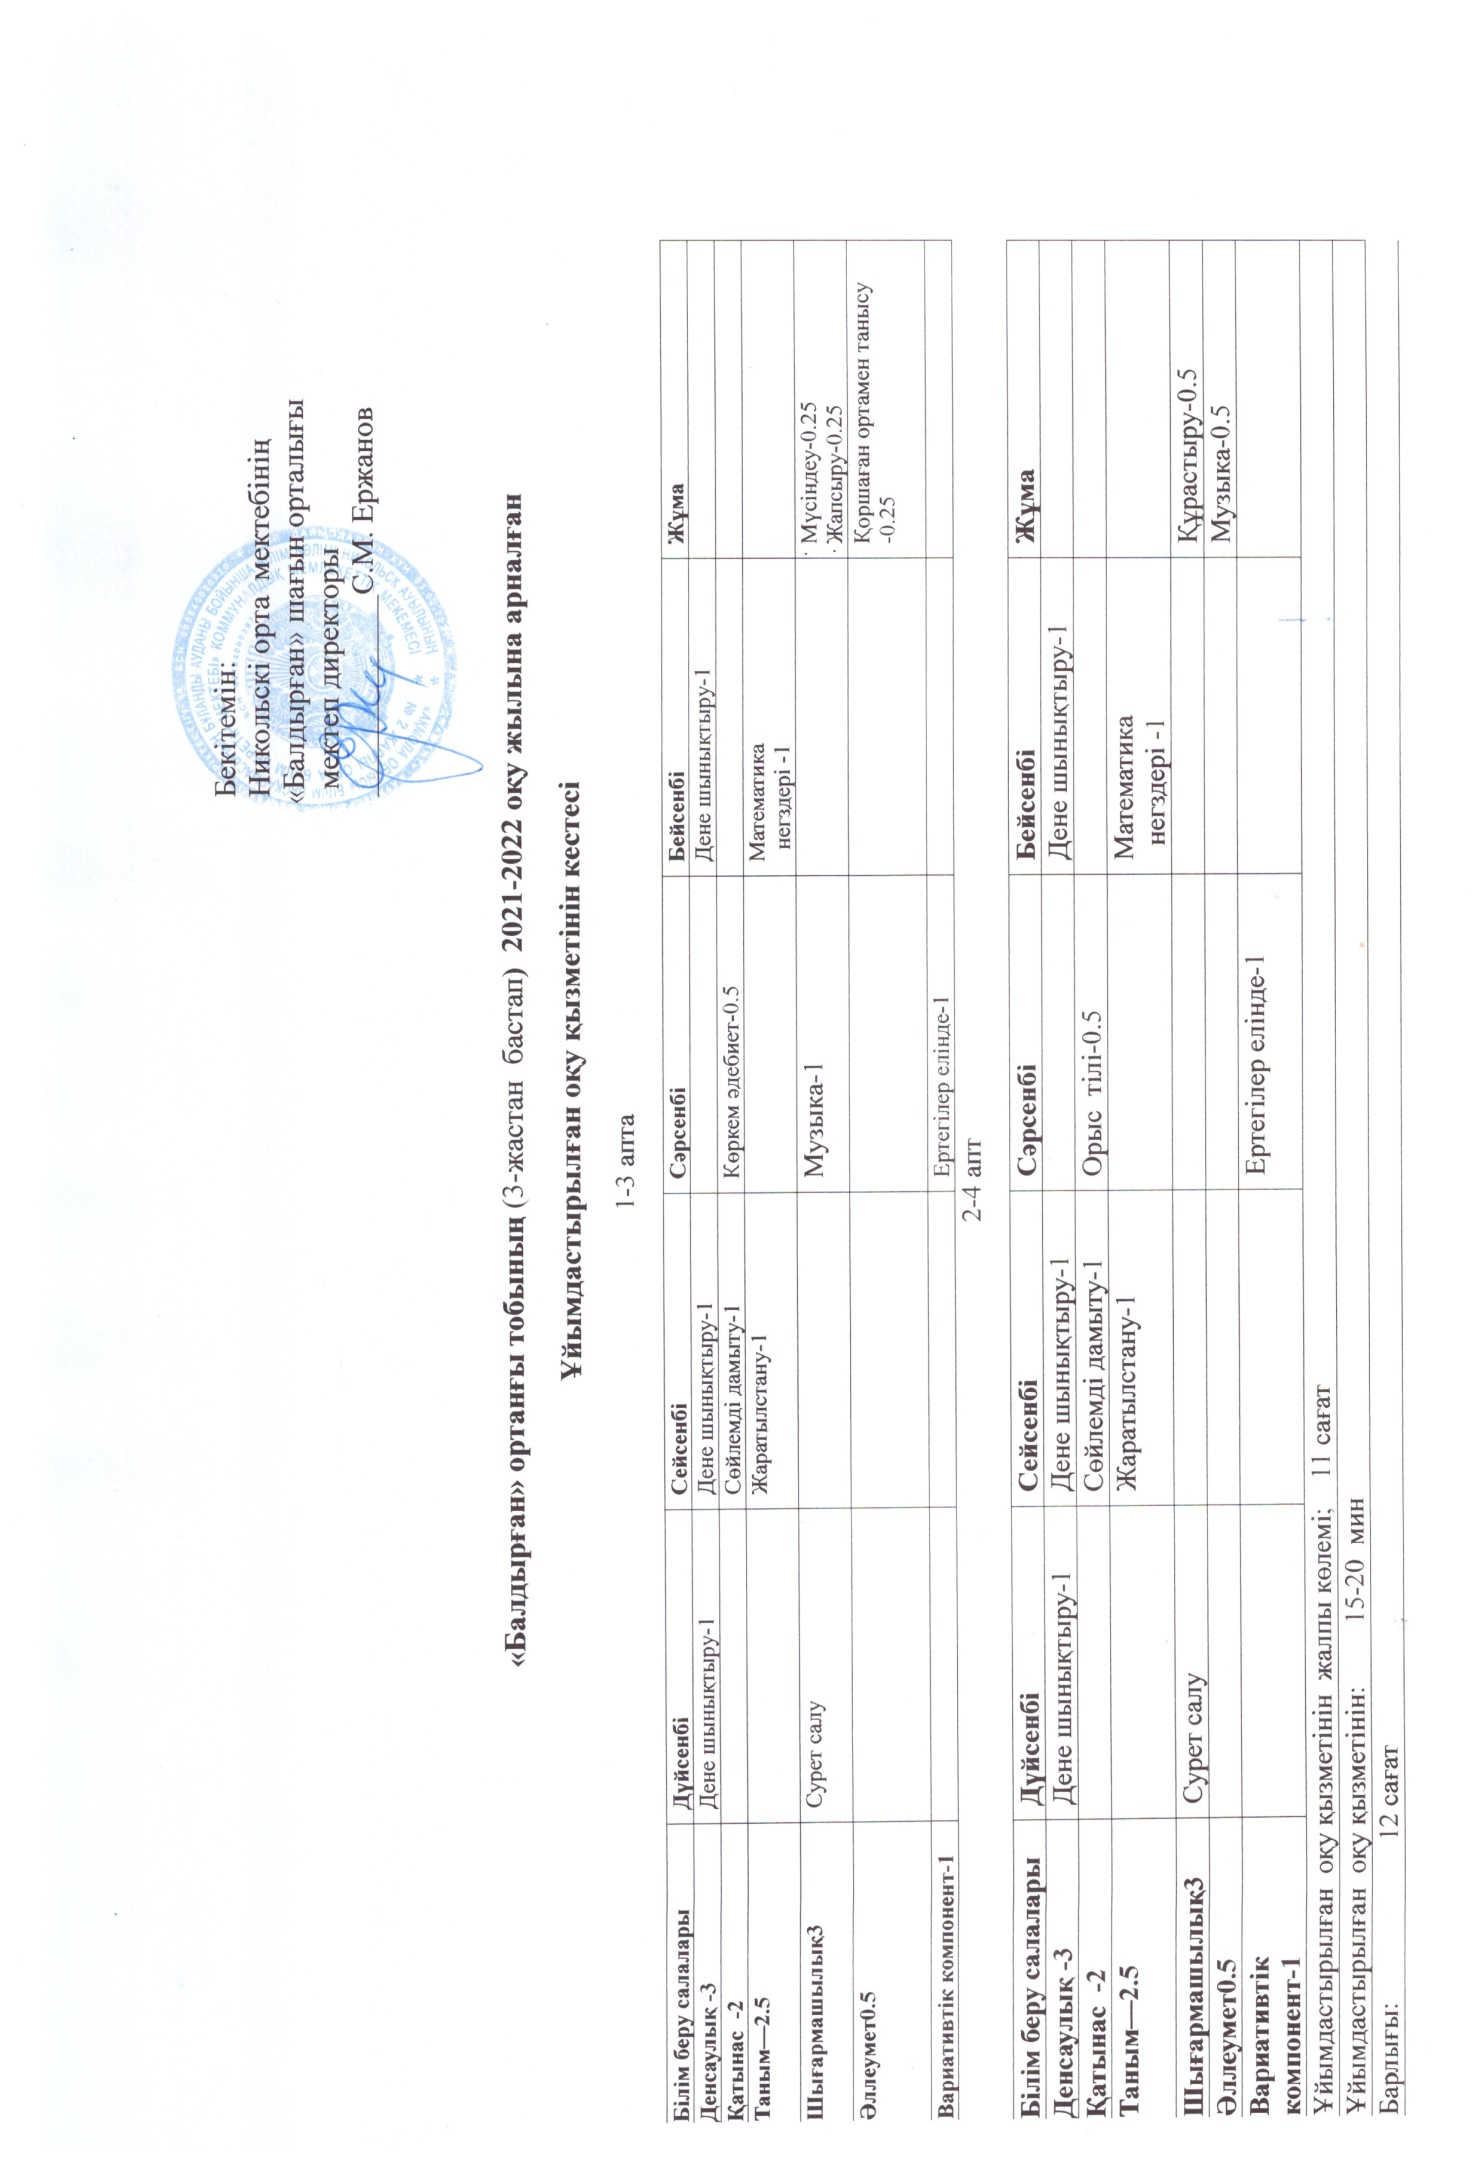 Бекітемін:
Никольскі орта мектебінің
«Балдырған» шағын орталығы
мектеп директоры
С.М. Ержанов
«Балдырған» ортанғы тобының (3-жастан бастап) 2021-2022 оқу жылына арналған
Ұйымдастырылған оқу қызметінін кестесі
1-3 апта
Білім беру салалары Дүйсенбі Сейсенбі Сәрсенбі Бейсенбі Жұма
Денсаулық -3 Дене шынықтыру-1 Дене шынықтыру-1 Дене шынықтыру-1
Қатынас -2 Сөйлемді дамыту-1 Көркем әдебиет-0.5
Таным—2.5 Жаратылстану-1 Математика
негздері -1
Шығармашылық3 Сурет салу Музыка-1 Мүсіндеу-0.25
Жапсыру-0.25
Әллеумет0.5 Қоршаған ортамен танысу
-0.25
Вариативтік компонент-1 Ертегілер елінде-1
2-4 апт
Білім беру салалары Дүйсенбі Сейсенбі Сәрсенбі Бейсенбі Жұма
Денсаулық -3 Дене шынықтыру-1 Дене шынықтыру-1 Дене шынықтыру-1
Қатынас -2 Сөйлемді дамыту-1 Орыс тілі-0.5
Таным—2.5 Жаратылстану-1 Математика
негздері -1
Шығармашылық3 Сурет салу Құрастыру-0.5
Әллеумет0.5 Музыка-0.5
Вариативтік Ертегілер елінде-1
компонент-1
Ұйымдастырылған оқу қызметінін жалпы көлемі; 11 сағат
Ұйымдастырылған оқу қызметінін: 15-20 мин
Барлығы: 12 сағат